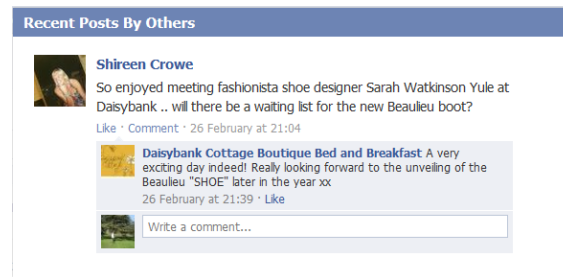 Recent Posts By Others
Shireen Crowe
So enjoyed meeting fashionista shoe designer Sarah Watkinson Yule at
Daisybank .. will there be a waiting list for the new Beaulieu boot?
Like · Comment · 26 February at 21:04
Daisybank Cottage Boutique Bed and Breakfast A very
exciting day indeed! Really looking forward to the unveiling of the
Beaulieu "SHOE" later in the year xx
26 February at 21:39 · Like
Write a comment...